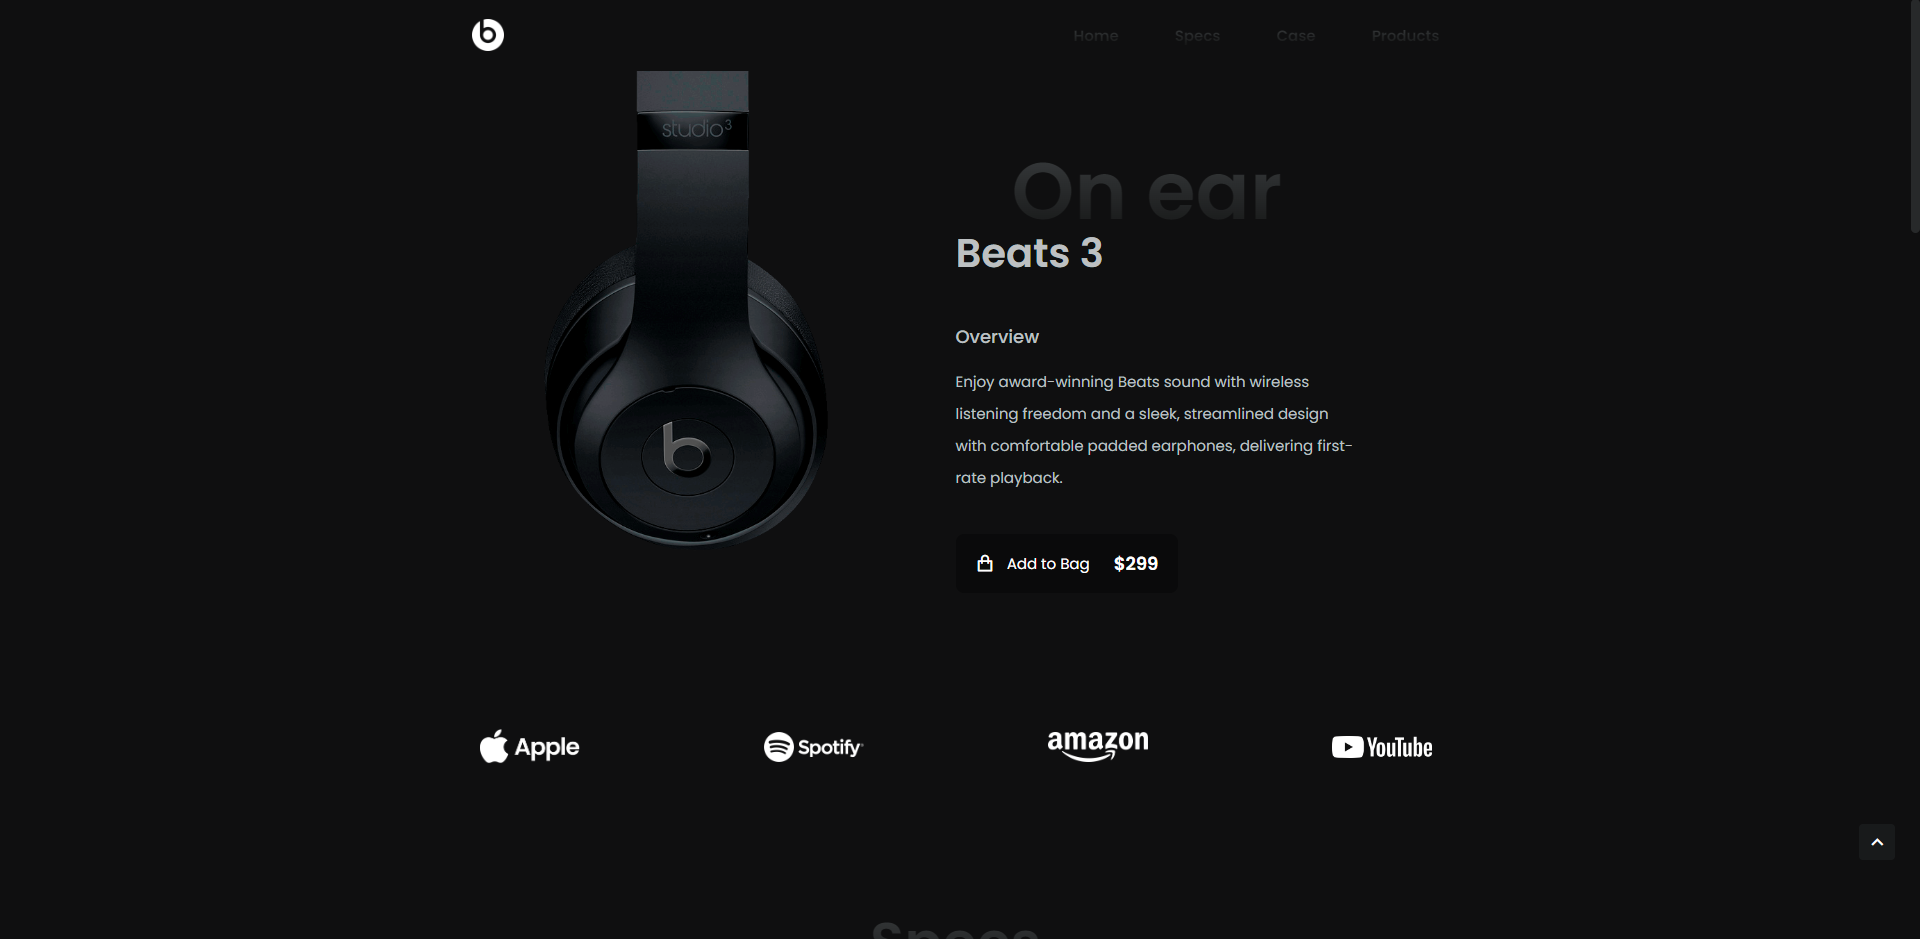 b
Home Specs Case Products
studio3
On ear
Beats 3
Overview
Enjoy award-winning Beats sound with wireless
listening freedom and a sleek, streamlined design
with comfortable padded earphones, delivering first-
rate playback.
b
Add to Bag $299
Apple Spotify amazon YouTube
Specs